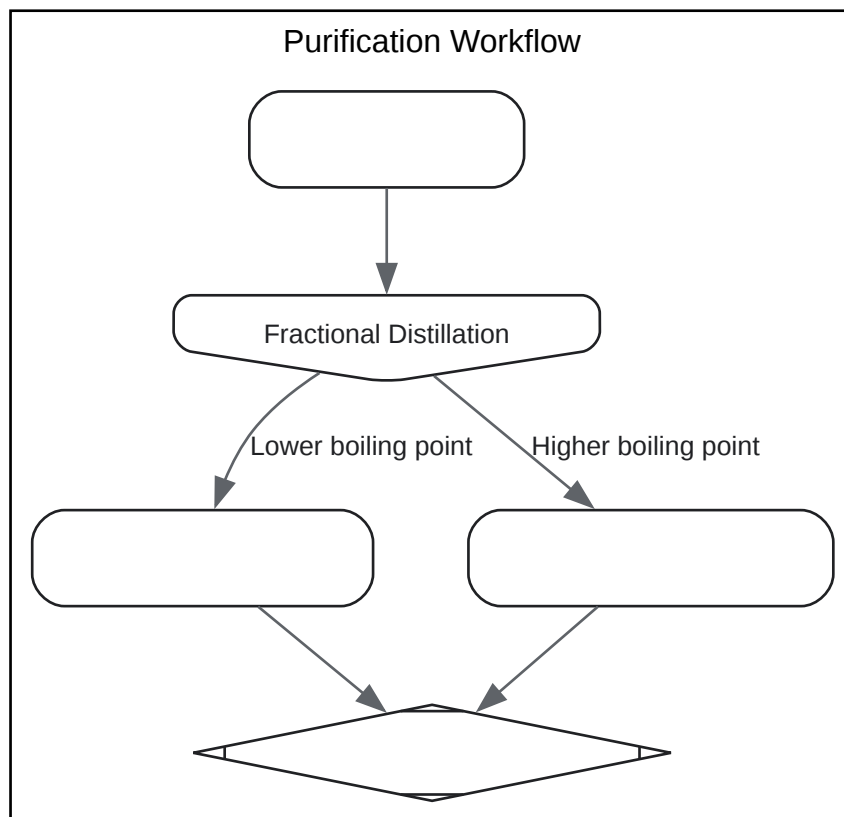 Purification Workflow
Fractional Distillation
Lower boiling point
Higher boiling point